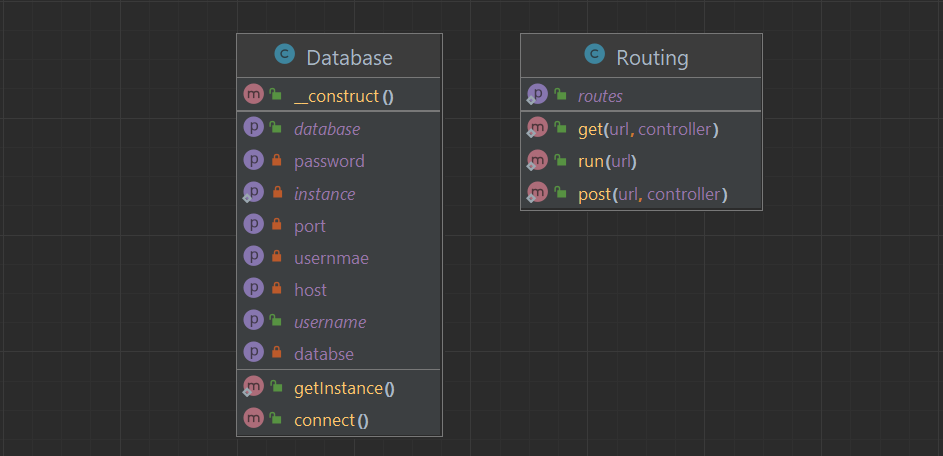 C Database
m __construct()
p database
p password
p instance
p port
p usernmae
p host
p username
p databse
m getInstance()
m connect()
C Routing
p routes
m get(url, controller)
m run(url)
m post(url, controller)